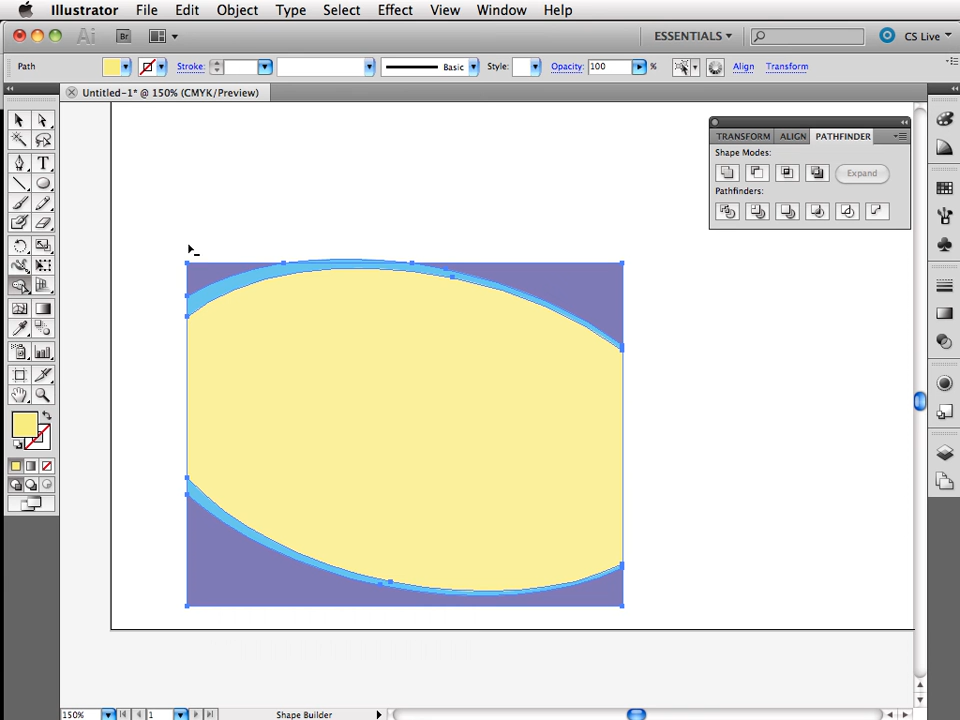 Illustrator File Edit Object Type Select Effect View Window Help
Ai Br ESSENTIALS CS Live
Path Stroke: Basic Style: Opacity: 100 % Align Transform
Untitled-1* @ 150% (CMYK/Preview)
TRANSFORM ALIGN PATHFINDER
Shape Modes:
Expand
Pathfinders:
T
150% 1 Shape Builder